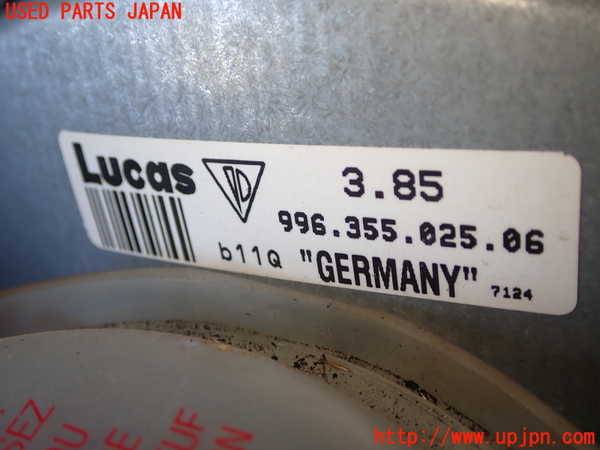 USED PARTS JAPAN
Lucas
3.85
996.355.025.06
b11Q "GERMANY" 7124
http://www.upjpn.com/